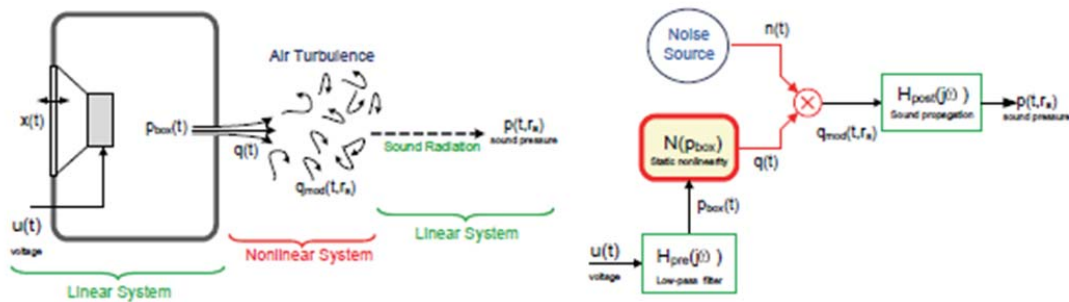 Air Turbulence
x(t)
p_box(t)
q(t)
q_mod(t,r_a)
Sound Radiation
p(t,r_a)
sound pressure
u(t)
voltage
Linear System
Nonlinear System
Linear System
Noise
Source
n(t)
H_post(jω)
Sound propagation
p(t,r_a)
sound pressure
q_mod(t,r_a)
N(p_box)
Static nonlinearity
q(t)
p_box(t)
u(t)
voltage
H_pre(jω)
Low-pass filter